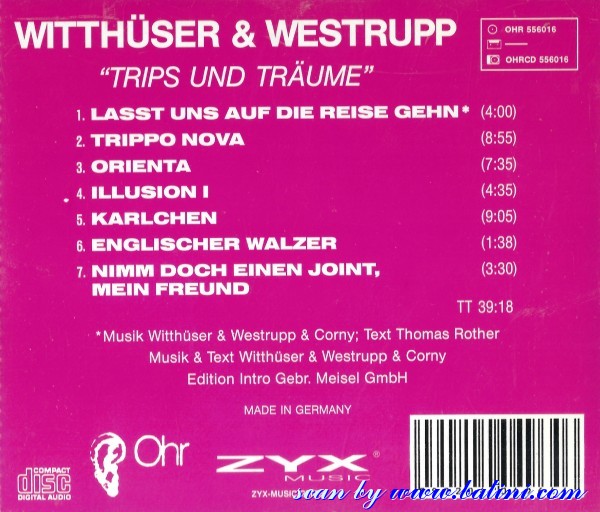 WITTHÜSER & WESTRUPP
"TRIPS UND TRÄUME"
OHR 556016
OHRCD 556016
1. LASST UNS AUF DIE REISE GEHN* (4:00)
2. TRIPPO NOVA (8:55)
3. ORIENTA (7:35)
4. ILLUSION I (4:35)
5. KARLCHEN (9:05)
6. ENGLISCHER WALZER (1:38)
7. NIMM DOCH EINEN JOINT, (3:30)
MEIN FREUND
TT 39:18
*Musik Witthüser & Westrupp & Corny; Text Thomas Rother
Musik & Text Witthüser & Westrupp & Corny
Edition Intro Gebr. Meisel GmbH
MADE IN GERMANY
COMPACT
disc
DIGITAL AUDIO
Ohr
ZYX®
MUSIC
scan by www.batini.com